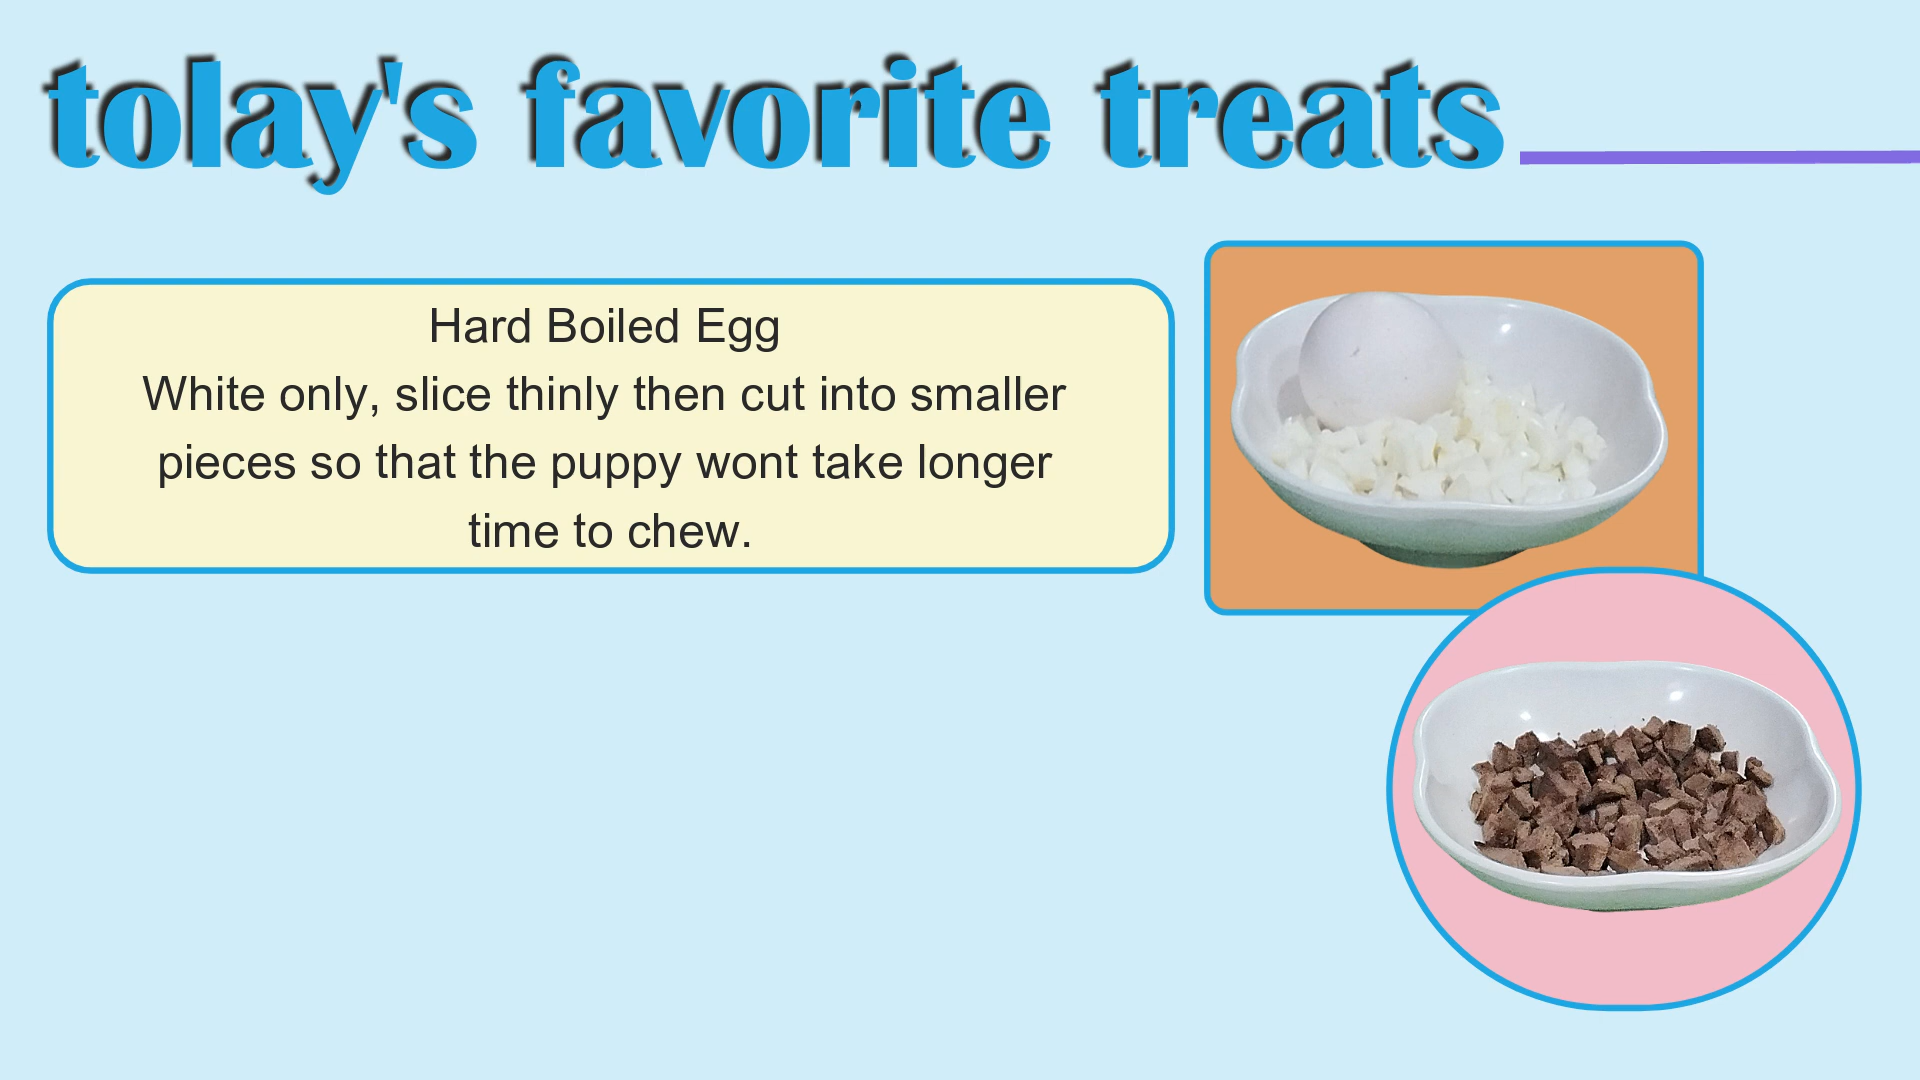 tolay's favorite treats
Hard Boiled Egg
White only, slice thinly then cut into smaller
pieces so that the puppy wont take longer
time to chew.